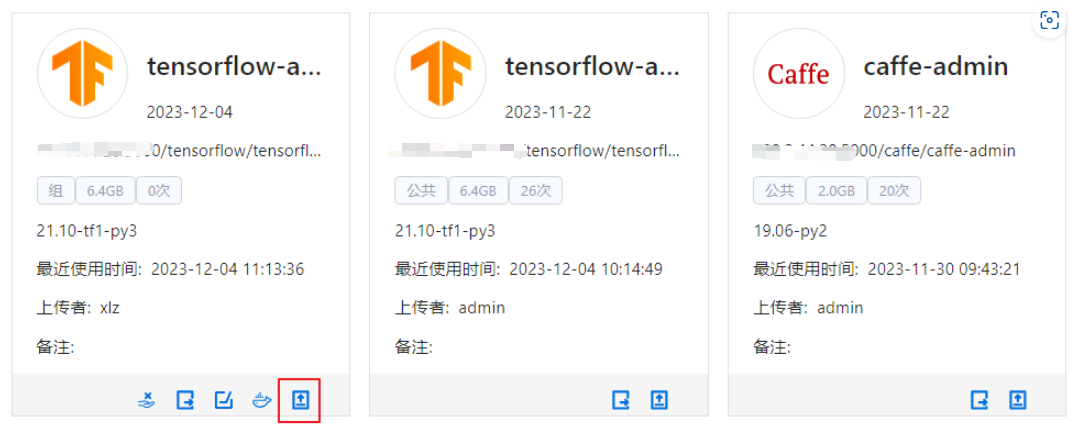 tensorflow-a...
2023-12-04
/tensorflow/tensorfl...
组 6.4GB 0次
21.10-tf1-py3
最近使用时间: 2023-12-04 11:13:36
上传者: xlz
备注:
tensorflow-a...
2023-11-22
/tensorflow/tensorfl...
公共 6.4GB 26次
21.10-tf1-py3
最近使用时间: 2023-12-04 10:14:49
上传者: admin
备注:
Caffe
caffe-admin
2023-11-22
5000/caffe/caffe-admin
公共 2.0GB 20次
19.06-py2
最近使用时间: 2023-11-30 09:43:21
上传者: admin
备注: